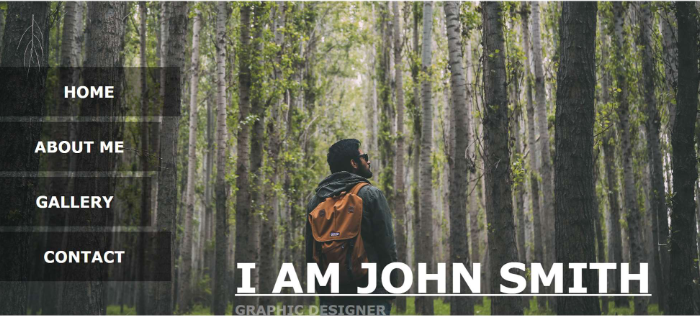 HOME
ABOUT ME
GALLERY
CONTACT
I AM JOHN SMITH
GRAPHIC DESIGNER